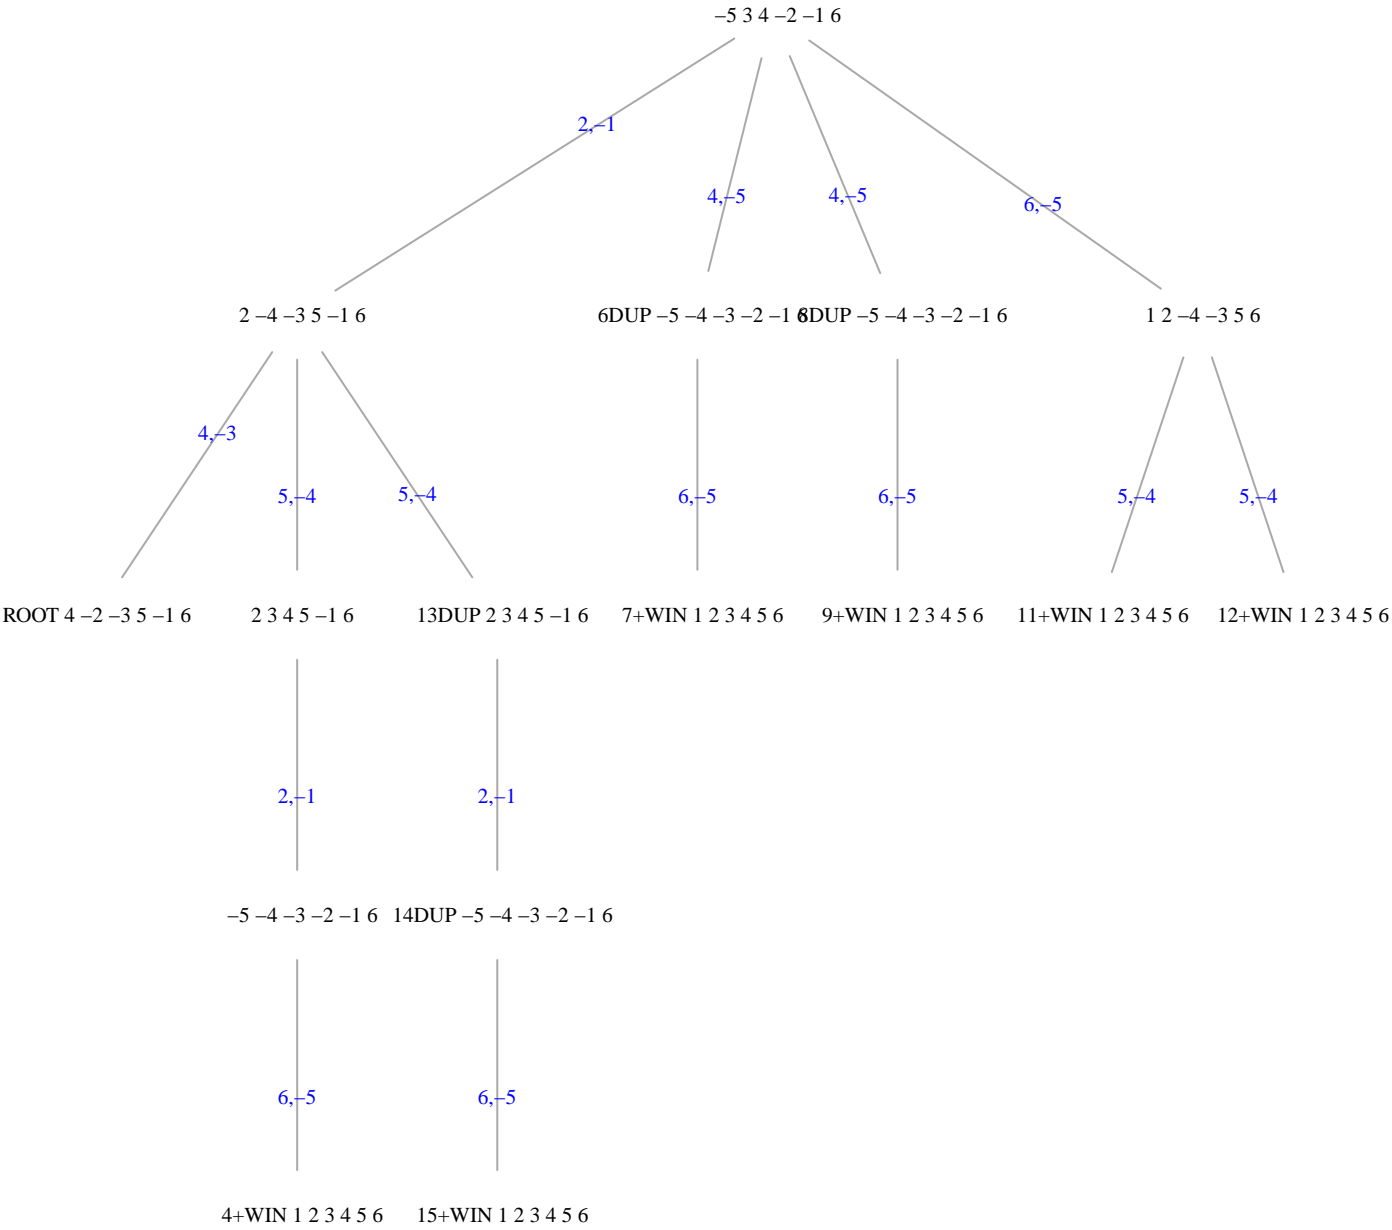 –5 3 4 –2 –1 6
2,–1
4,–5
4,–5
6,–5
2 –4 –3 5 –1 6
6DUP –5 –4 –3 –2 –1 6
8DUP –5 –4 –3 –2 –1 6
1 2 –4 –3 5 6
4,–3
5,–4
5,–4
6,–5
6,–5
5,–4
5,–4
ROOT 4 –2 –3 5 –1 6
2 3 4 5 –1 6
13DUP 2 3 4 5 –1 6
7+WIN 1 2 3 4 5 6
9+WIN 1 2 3 4 5 6
11+WIN 1 2 3 4 5 6
12+WIN 1 2 3 4 5 6
2,–1
2,–1
–5 –4 –3 –2 –1 6
14DUP –5 –4 –3 –2 –1 6
6,–5
6,–5
4+WIN 1 2 3 4 5 6
15+WIN 1 2 3 4 5 6